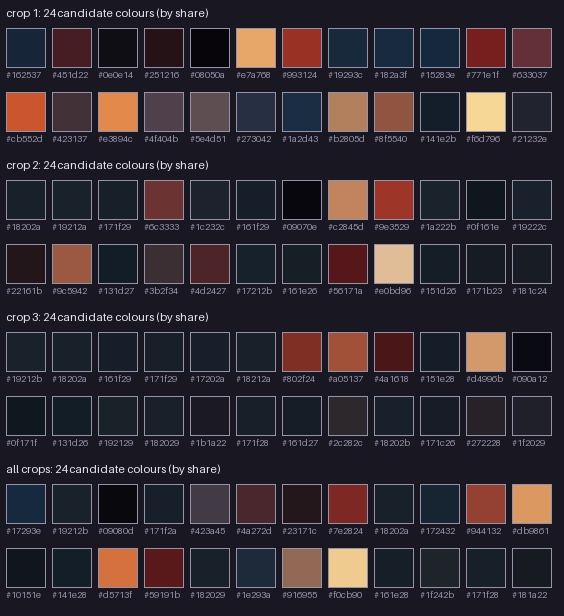 crop 1: 24 candidate colours (by share)
#162537 #451d22 #0e0e14 #251216 #08050a #e7a768 #993124 #19293c #182a3f #15283e #771e1f #633037
#cb552d #423137 #e3894c #4f404b #5e4d51 #273042 #1a2d43 #b2805d #8f5540 #141e2b #f6d796 #21232e
crop 2: 24 candidate colours (by share)
#18202a #19212a #171f29 #6c3333 #1c232c #161f29 #09070e #c2845d #9e3529 #1a222b #0f161e #19222c
#22161b #9c5942 #131d27 #3b2f34 #4d2427 #17212b #161e26 #56171a #e0bd96 #151d26 #171b23 #181c24
crop 3: 24 candidate colours (by share)
#19212b #18202a #161f29 #171f29 #17202a #18212a #802f24 #a05137 #4a1618 #151e28 #d4996b #090a12
#0f171f #131d26 #192129 #182029 #1b1a22 #171f28 #161d27 #2c282c #18202b #171c26 #272228 #1f2029
all crops: 24 candidate colours (by share)
#17293e #19212b #09080d #171f2a #423a45 #4a272d #23171c #7e2824 #18202a #172432 #944132 #db9861
#10151e #141e28 #d5713f #59191b #182029 #1e293a #916955 #f0cb90 #161e28 #1f242b #171f28 #181a22